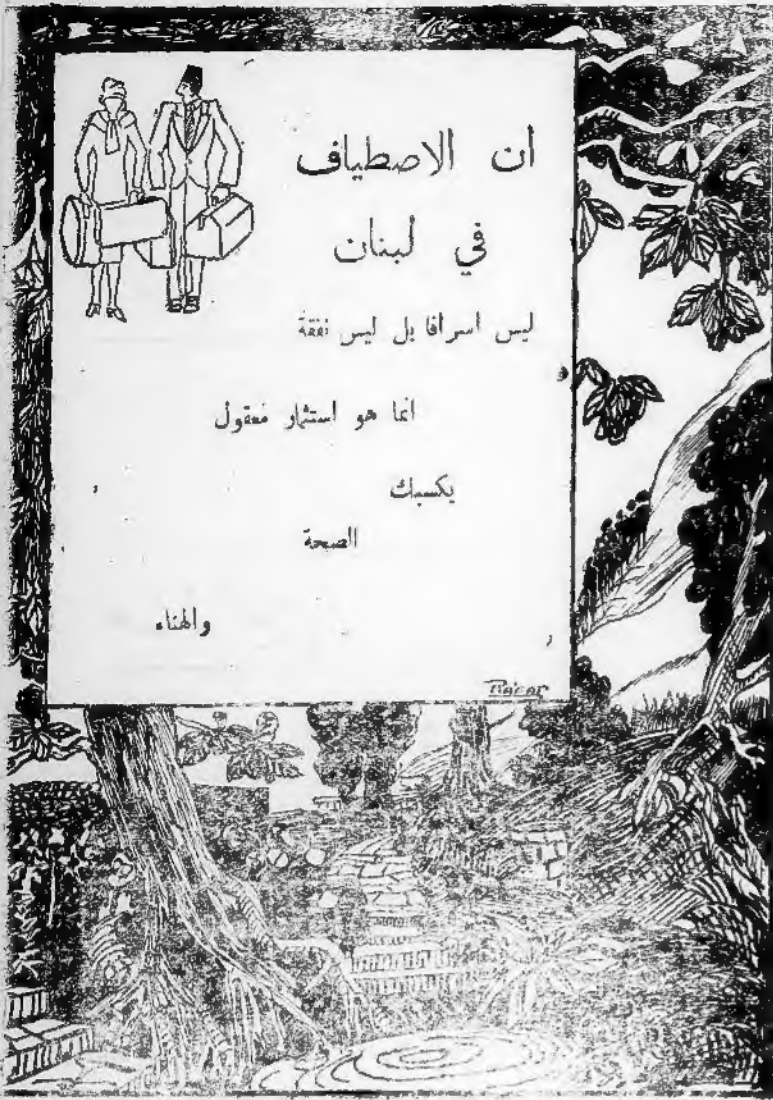 ان الاصطياف
في لبنان
ليس اسرافا بل ليس نفقة
انما هو استثمار معقول
يكسبك
الصحة
والهناء